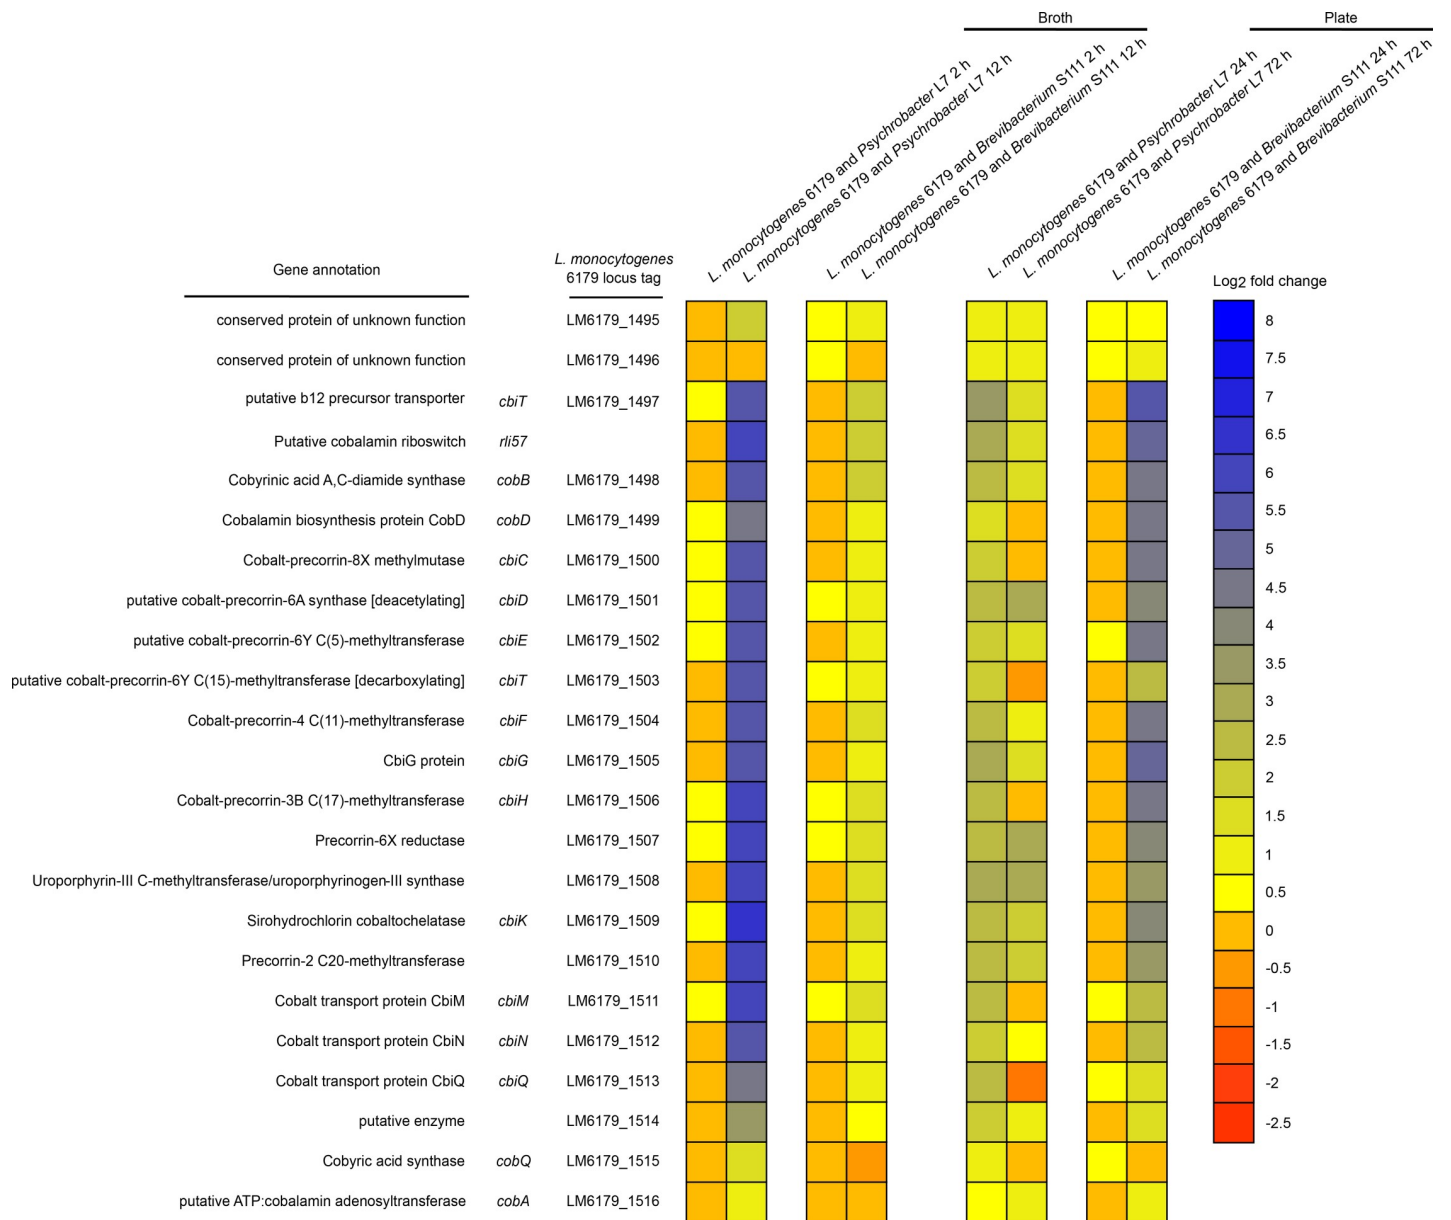 Broth
Plate
L. monocytogenes 6179 and Psychrobacter L7 2 h
L. monocytogenes 6179 and Psychrobacter L7 12 h
L. monocytogenes 6179 and Brevibacterium S111 2 h
L. monocytogenes 6179 and Brevibacterium S111 12 h
L. monocytogenes 6179 and Psychrobacter L7 24 h
L. monocytogenes 6179 and Psychrobacter L7 72 h
L. monocytogenes 6179 and Brevibacterium S111 24 h
L. monocytogenes 6179 and Brevibacterium S111 72 h
Gene annotation
L. monocytogenes
6179 locus tag
Log2 fold change
conserved protein of unknown function LM6179_1495
conserved protein of unknown function LM6179_1496
putative b12 precursor transporter cbiT LM6179_1497
Putative cobalamin riboswitch rli57
Cobyrinic acid A,C-diamide synthase cobB LM6179_1498
Cobalamin biosynthesis protein CobD cobD LM6179_1499
Cobalt-precorrin-8X methylmutase cbiC LM6179_1500
putative cobalt-precorrin-6A synthase [deacetylating] cbiD LM6179_1501
putative cobalt-precorrin-6Y C(5)-methyltransferase cbiE LM6179_1502
putative cobalt-precorrin-6Y C(15)-methyltransferase [decarboxylating] cbiT LM6179_1503
Cobalt-precorrin-4 C(11)-methyltransferase cbiF LM6179_1504
CbiG protein cbiG LM6179_1505
Cobalt-precorrin-3B C(17)-methyltransferase cbiH LM6179_1506
Precorrin-6X reductase LM6179_1507
Uroporphyrin-III C-methyltransferase/uroporphyrinogen-III synthase LM6179_1508
Sirohydrochlorin cobaltochelatase cbiK LM6179_1509
Precorrin-2 C20-methyltransferase LM6179_1510
Cobalt transport protein CbiM cbiM LM6179_1511
Cobalt transport protein CbiN cbiN LM6179_1512
Cobalt transport protein CbiQ cbiQ LM6179_1513
putative enzyme LM6179_1514
Cobyric acid synthase cobQ LM6179_1515
putative ATP:cobalamin adenosyltransferase cobA LM6179_1516
8
7.5
7
6.5
6
5.5
5
4.5
4
3.5
3
2.5
2
1.5
1
0.5
0
-0.5
-1
-1.5
-2
-2.5